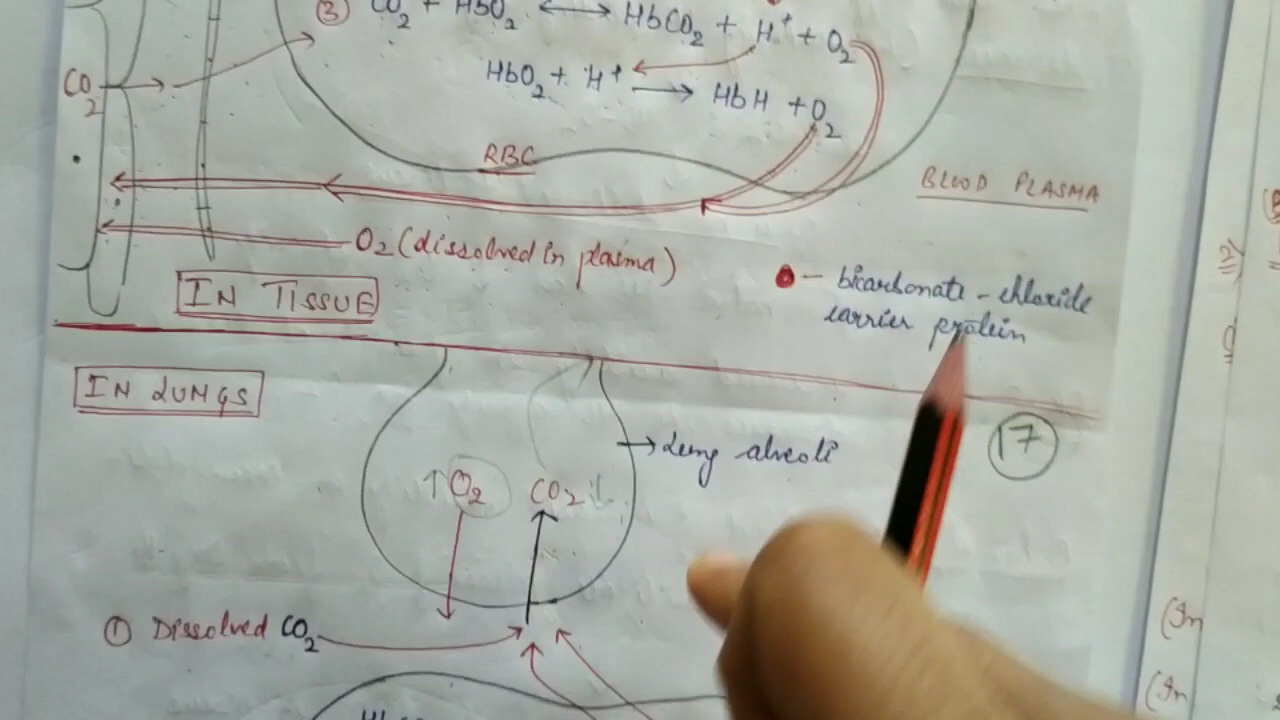 ③ CO₂ + HbO₂ ⟷ HbCO₂ + H⁺ + O₂
HbO₂ + H⁺ → HbH + O₂
CO₂
RBC
BLOOD PLASMA
O₂ (dissolved in plasma)
IN TISSUE
– bicarbonate – chloride
carrier protein
IN LUNGS
17
→ Lung alveoli
↑O₂ CO₂↓
① Dissolved CO₂